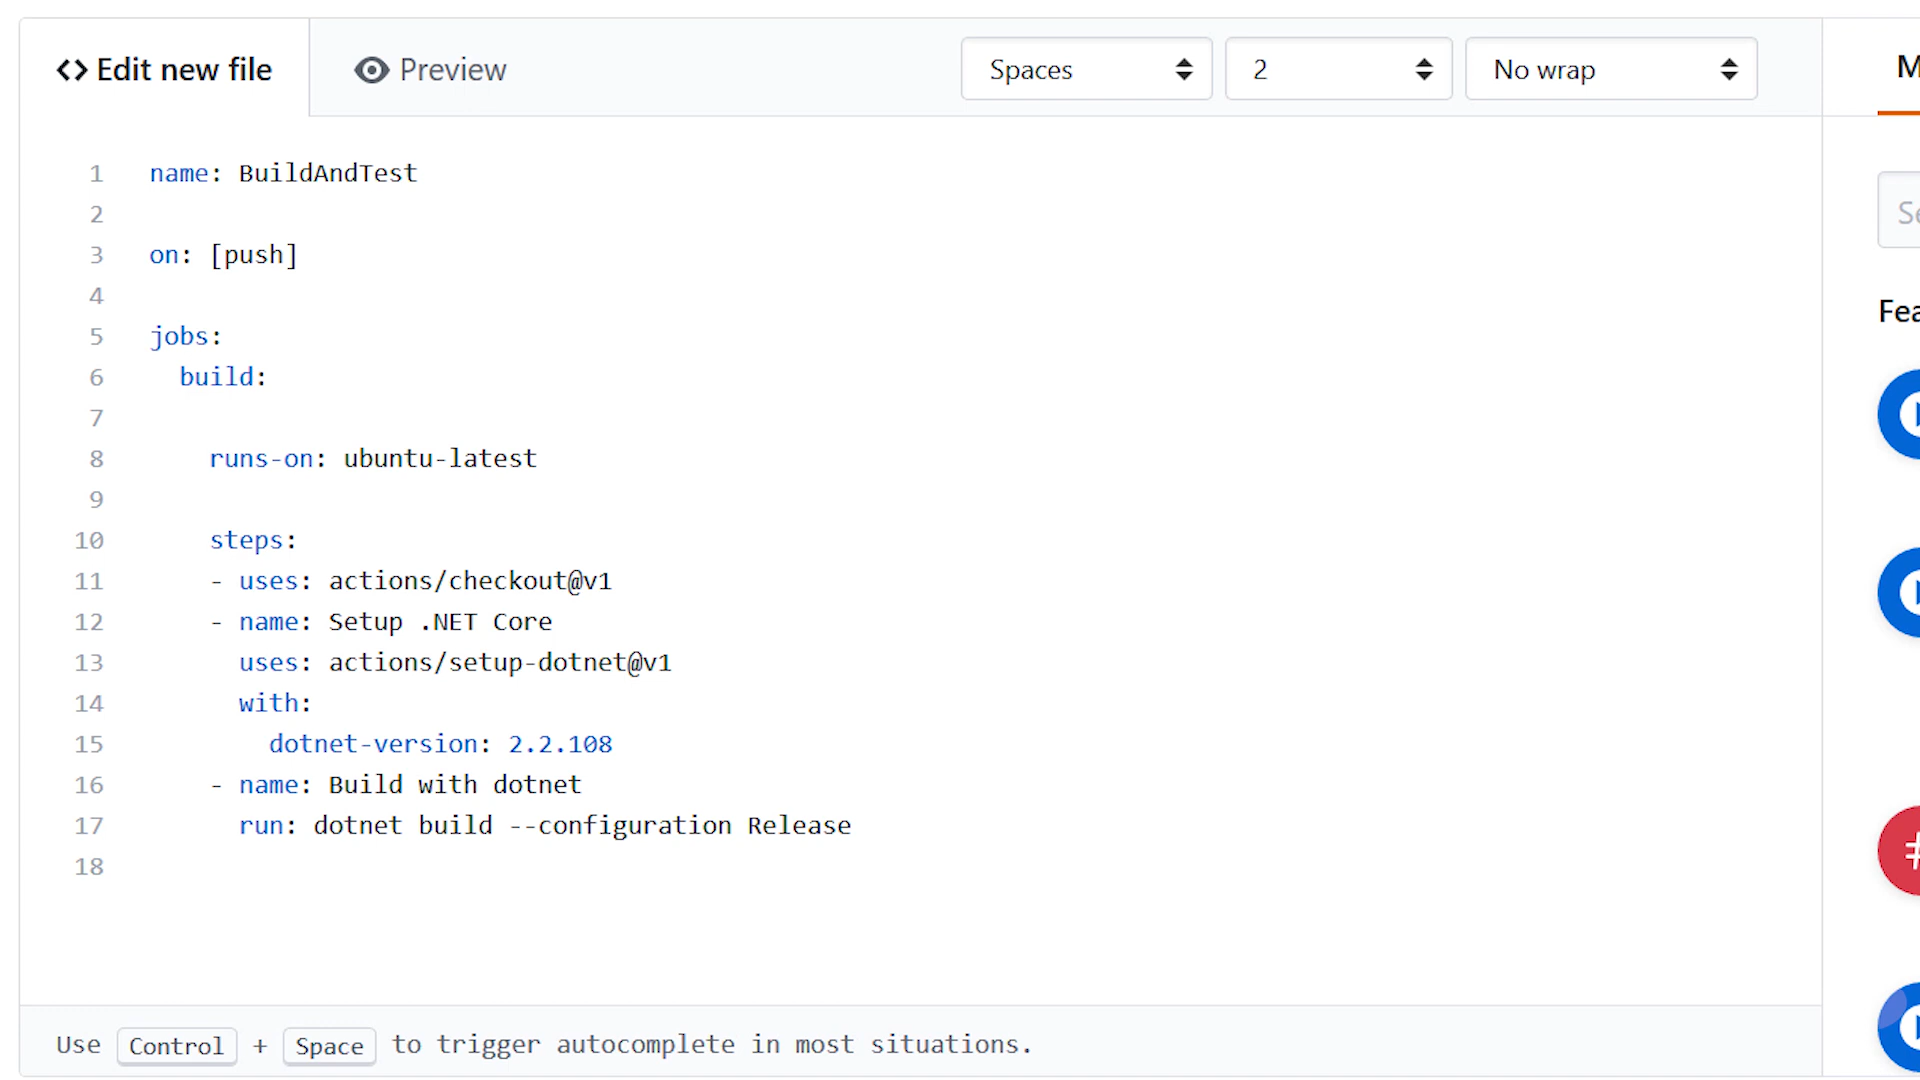 Edit new file
Preview
Spaces
2
No wrap
1 name: BuildAndTest
2
3 on: [push]
4
5 jobs:
6   build:
7
8     runs-on: ubuntu-latest
9
10     steps:
11     - uses: actions/checkout@v1
12     - name: Setup .NET Core
13       uses: actions/setup-dotnet@v1
14       with:
15         dotnet-version: 2.2.108
16     - name: Build with dotnet
17       run: dotnet build --configuration Release
18
Use Control + Space to trigger autocomplete in most situations.